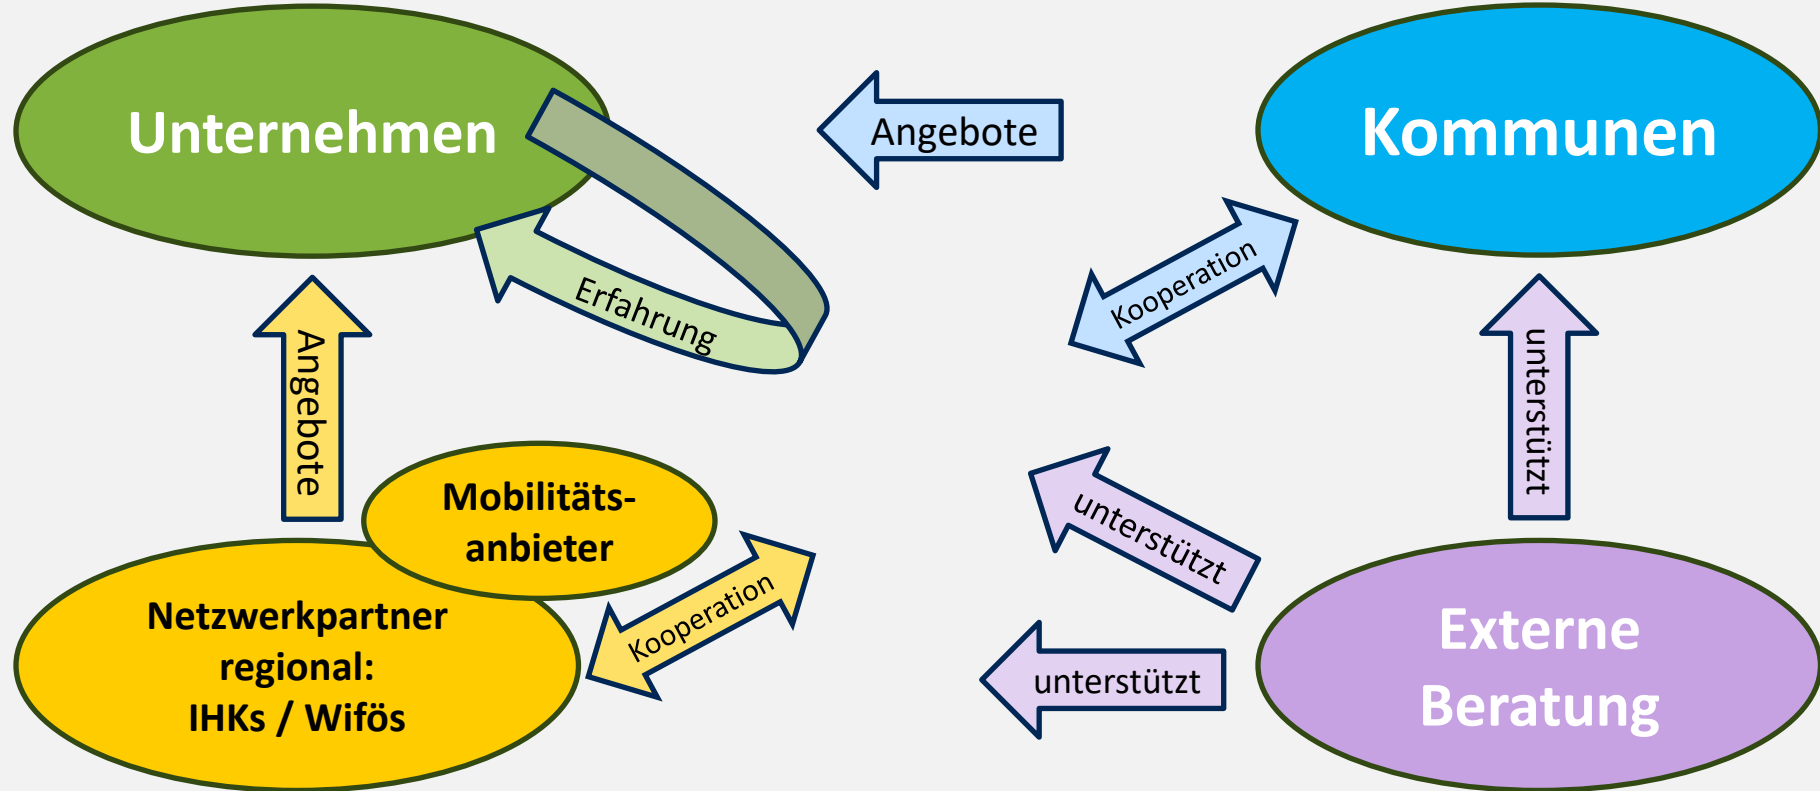 Unternehmen
Angebote
Kommunen
Erfahrung
Kooperation
Angebote
unterstützt
Mobilitäts-
anbieter
unterstützt
Kooperation
Netzwerkpartner
regional:
IHKs / Wifös
unterstützt
Externe
Beratung